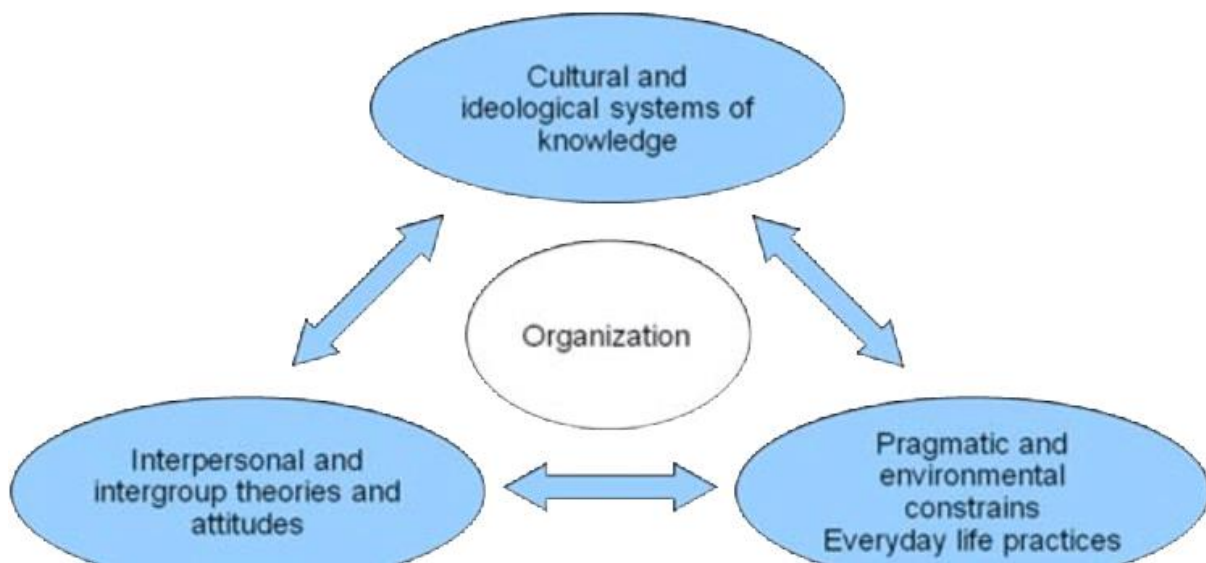 Cultural and
ideological systems of
knowledge
Organization
Interpersonal and
intergroup theories and
attitudes
Pragmatic and
environmental
constrains
Everyday life practices